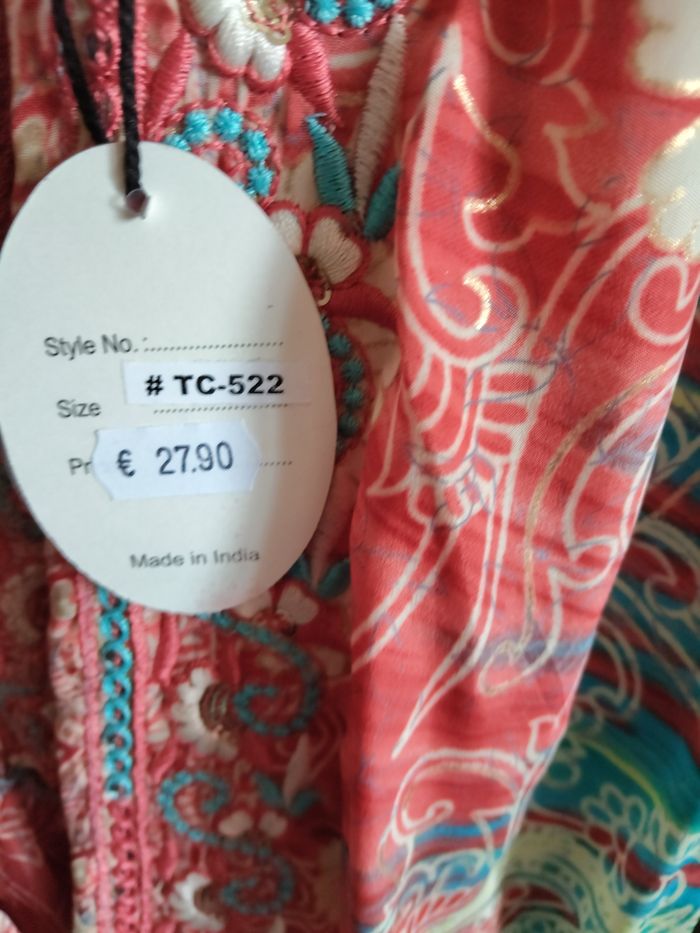 Style No. :....................
# TC-522
Size ....................
Pr € 27.90 ......
Made in India